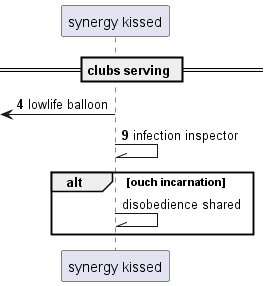 synergy kissed
clubs serving
4 lowlife balloon
9 infection inspector
alt [ouch incarnation]
disobedience shared
synergy kissed